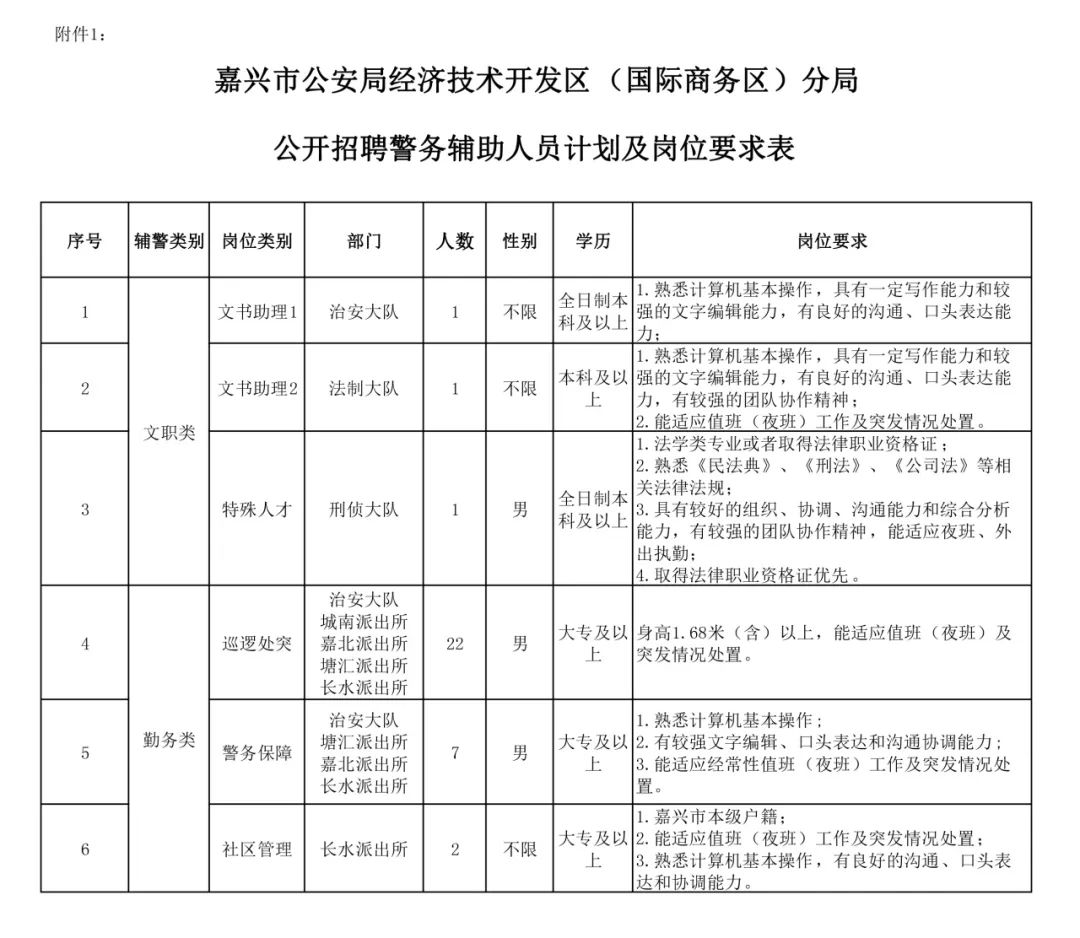 附件1：
嘉兴市公安局经济技术开发区（国际商务区）分局
公开招聘警务辅助人员计划及岗位要求表
序号 辅警类别 岗位类别 部门 人数 性别 学历 岗位要求
1
文职类
文书助理1
治安大队
1
不限
全日制本
科及以上
1.熟悉计算机基本操作，具有一定写作能力和较
强的文字编辑能力，有良好的沟通、口头表达能
力；
2
文书助理2
法制大队
1
不限
本科及以
上
1.熟悉计算机基本操作，具有一定写作能力和较
强的文字编辑能力，有良好的沟通、口头表达能
力，有较强的团队协作精神；
2.能适应值班（夜班）工作及突发情况处置。
3
特殊人才
刑侦大队
1
男
全日制本
科及以上
1.法学类专业或者取得法律职业资格证；
2.熟悉《民法典》、《刑法》、《公司法》等相
关法律法规；
3.具有较好的组织、协调、沟通能力和综合分析
能力，有较强的团队协作精神，能适应夜班、外
出执勤；
4.取得法律职业资格证优先。
4
勤务类
巡逻处突
治安大队
城南派出所
嘉北派出所
塘汇派出所
长水派出所
22
男
大专及以
上
身高1.68米（含）以上，能适应值班（夜班）及
突发情况处置。
5
警务保障
治安大队
塘汇派出所
嘉北派出所
长水派出所
7
男
大专及以
上
1.熟悉计算机基本操作；
2.有较强文字编辑、口头表达和沟通协调能力；
3.能适应经常性值班（夜班）工作及突发情况处
置。
6
社区管理
长水派出所
2
不限
大专及以
上
1.嘉兴市本级户籍；
2.能适应值班（夜班）工作及突发情况处置；
3.熟悉计算机基本操作，有良好的沟通、口头表
达和协调能力。